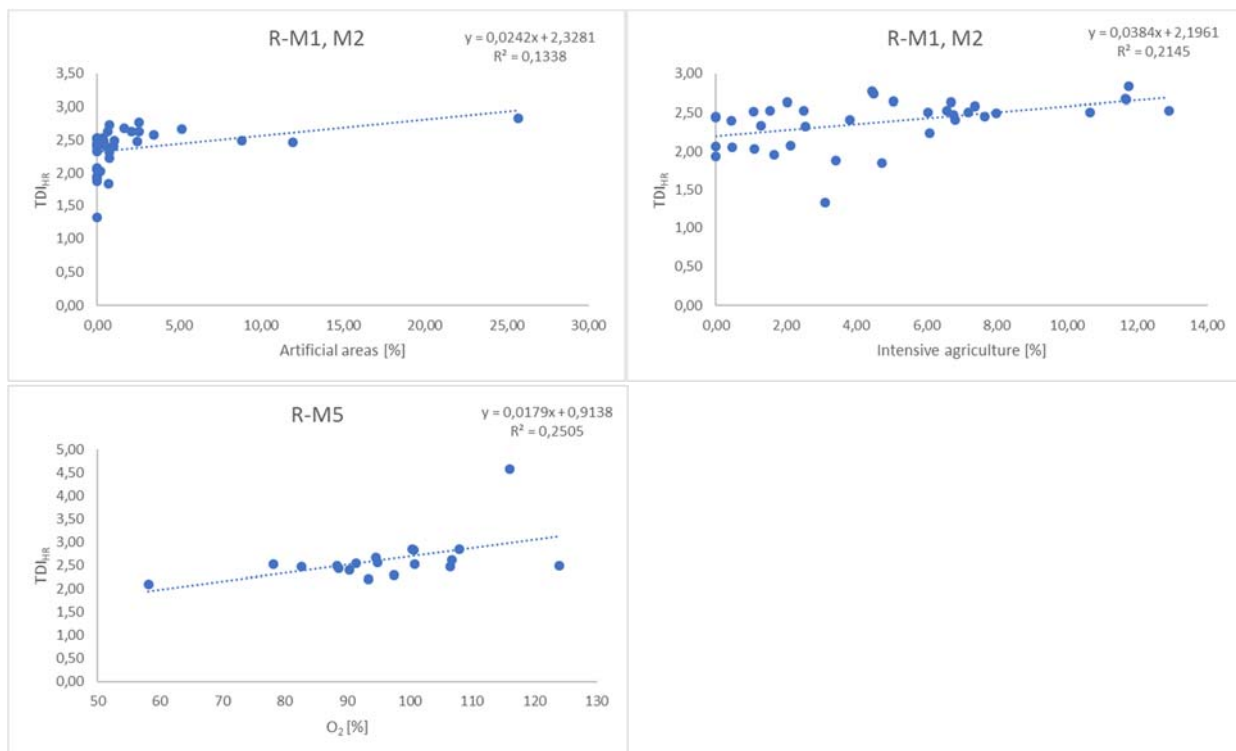 R-M1, M2
y = 0,0242x + 2,3281
R² = 0,1338
3,50
3,00
2,50
2,00
1,50
1,00
0,50
0,00
TDI_HR
0,00 5,00 10,00 15,00 20,00 25,00 30,00
Artificial areas [%]
R-M1, M2
y = 0,0384x + 2,1961
R² = 0,2145
3,00
2,50
2,00
1,50
1,00
0,50
0,00
TDI_HR
0,00 2,00 4,00 6,00 8,00 10,00 12,00 14,00
Intensive agriculture [%]
R-M5
y = 0,0179x + 0,9138
R² = 0,2505
5,00
4,50
4,00
3,50
3,00
2,50
2,00
1,50
1,00
0,50
0,00
TDI_HR
50 60 70 80 90 100 110 120 130
O₂ [%]